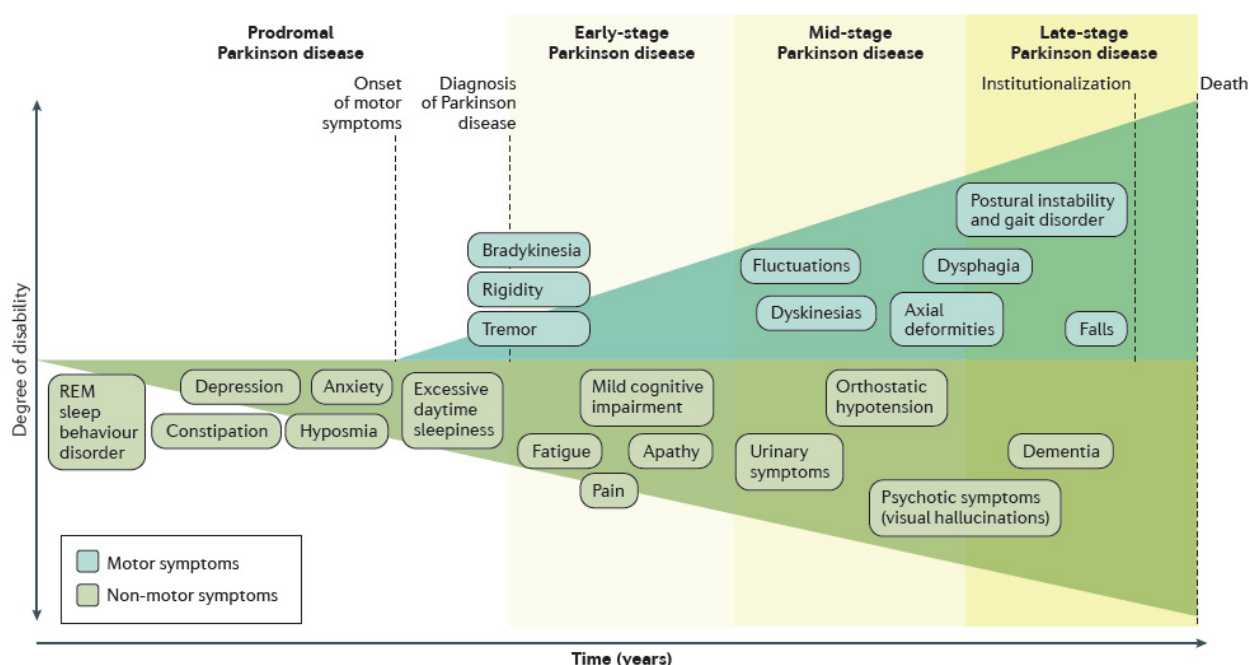 Prodromal
Parkinson disease
Early-stage
Parkinson disease
Mid-stage
Parkinson disease
Late-stage
Parkinson disease
Onset
of motor
symptoms
Diagnosis
of Parkinson
disease
Institutionalization
Death
Degree of disability
Bradykinesia
Rigidity
Tremor
Fluctuations
Dyskinesias
Postural instability
and gait disorder
Dysphagia
Axial
deformities
Falls
REM
sleep
behaviour
disorder
Depression
Constipation
Anxiety
Hyposmia
Excessive
daytime
sleepiness
Mild cognitive
impairment
Fatigue
Apathy
Pain
Orthostatic
hypotension
Urinary
symptoms
Dementia
Psychotic symptoms
(visual hallucinations)
Motor symptoms
Non-motor symptoms
Time (years)